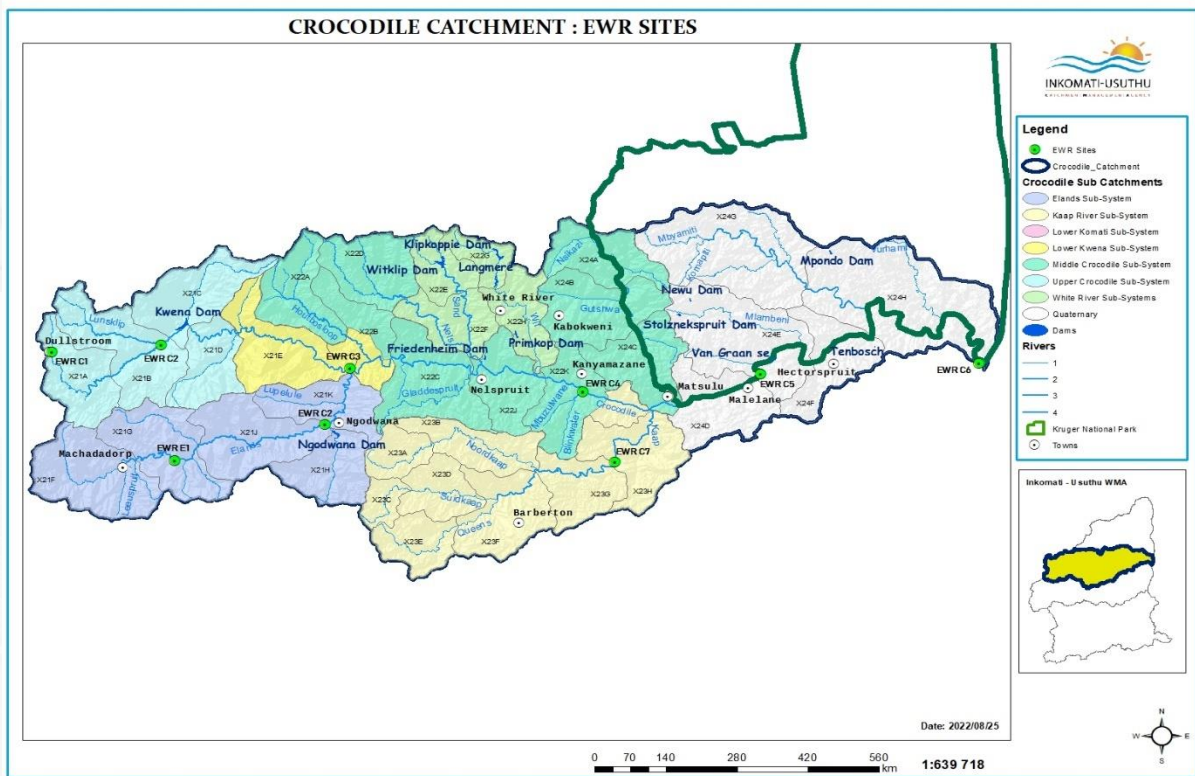 CROCODILE CATCHMENT : EWR SITES
INKOMATI-USUTHU
CATCHMENT MANAGEMENT AGENCY
Legend
EWR Sites
Crocodile_Catchment
Crocodile Sub Catchments
Elands Sub-System
Kaap River Sub-System
Lower Komati Sub-System
Lower Kwena Sub-System
Middle Crocodile Sub-System
Upper Crocodile Sub-System
White River Sub-Systems
Quaternary
Dams
Rivers
1
2
3
4
Kruger National Park
Towns
Inkomati - Usuthu WMA
X24G
Mbyamiti
Mpondo Dam
X24H
Klipkoppie Dam
X22G
X22D
X22A
Witklip Dam
Langmere
Nsikazi
X24A
X21C
Kwena Dam
X22E
Sand
White River
X24B
Newu Dam
Lunsklip
Houtbosloop
X22B
X22F
X22H
Kabokweni
Gutshwa
Mlambeni
Dullstroom
EWR C1
EWR C2
X21D
X21E
EWR C3
Friedenheim Dam
Primkop Dam
X24C
Stolznekspruit Dam
X24E
X21A
X21B
X22C
X22K
Kanyamazane
Van Graan se
Tenbosch
Hectorspruit
EWR C6
Lupelule
X21K
Gladdespruit
Nelspruit
EWR C4
Matsulu
EWR C5
Malelane
X24F
EWR C2
Ngodwana
X22J
Crocodile
X24D
X21G
X21J
Elands
Ngodwana Dam
X23B
Kaap
Machadadorp
EWR E1
X21H
X23A
Noordkaap
EWR C7
X21F
X23D
X23C
Suidkaap
X23G
X23H
Queens
Barberton
X23E
X23F
Date: 2022/08/25
N
W
E
S
0 70 140 280 420 560
km
1:639 718